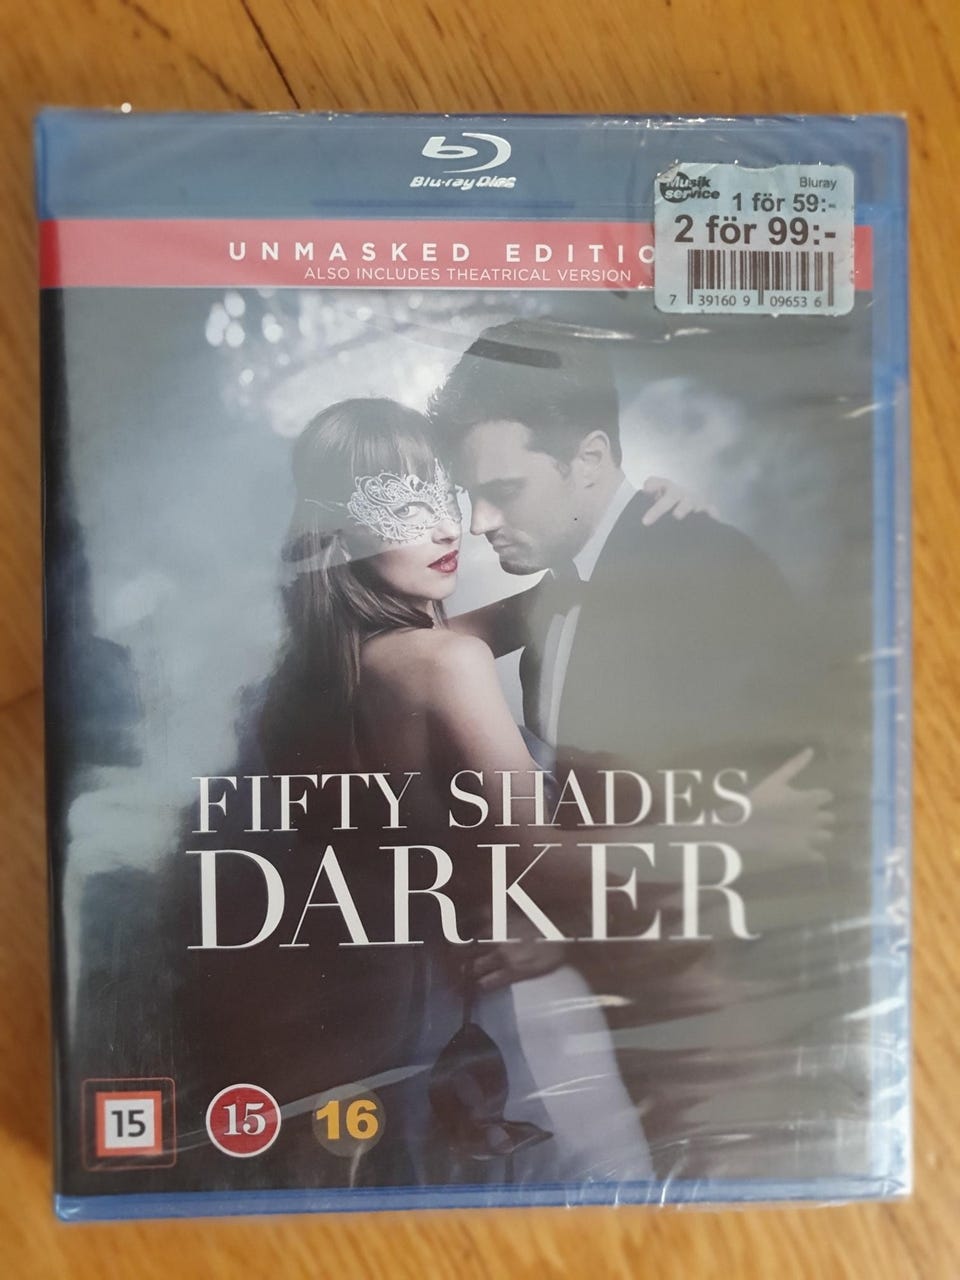 Blu-ray Disc
Musik
service
Bluray
1 för 59:-
2 för 99:-
7 39160 9 09653 6
UNMASKED EDITIO
ALSO INCLUDES THEATRICAL VERSION
FIFTY SHADES
DARKER
15
15
16